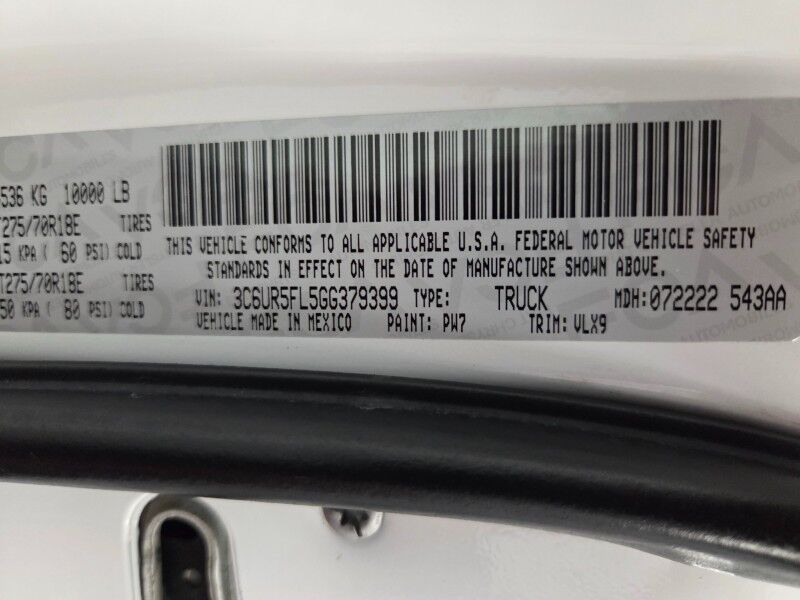 536 KG 10000 LB
T275/70R18E TIRES
15 KPA ( 60 PSI) COLD
T275/70R18E TIRES
50 KPA ( 80 PSI) COLD
THIS VEHICLE CONFORMS TO ALL APPLICABLE U.S.A. FEDERAL MOTOR VEHICLE SAFETY
STANDARDS IN EFFECT ON THE DATE OF MANUFACTURE SHOWN ABOVE.
VIN: 3C6UR5FL5GG379399 TYPE: TRUCK MDH: 072222 543AA
VEHICLE MADE IN MEXICO PAINT: PW7 TRIM: VLX9